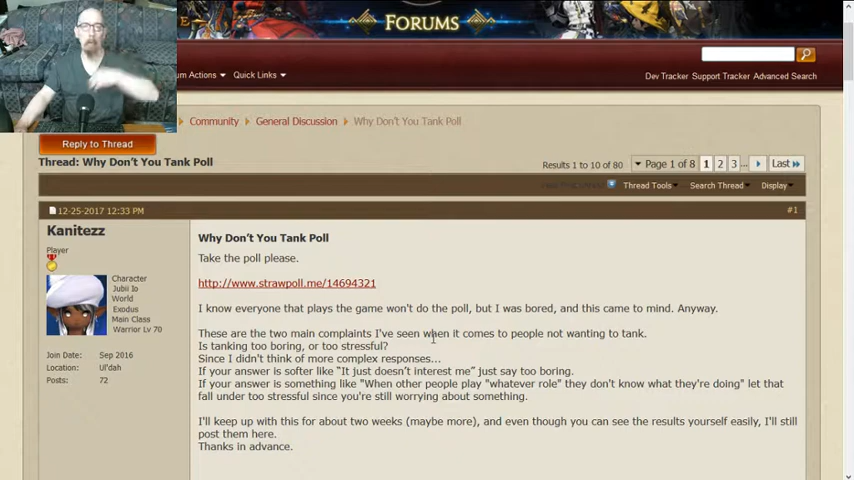 FORUMS
um Actions
Quick Links
Dev Tracker Support Tracker Advanced Search
Community
General Discussion
Why Don't You Tank Poll
Reply to Thread
Thread: Why Don't You Tank Poll
Results 1 to 10 of 80
Page 1 of 8
1
2
3
...
Last
Thread Tools
Search Thread
Display
12-25-2017 12:33 PM
#1
Kanitezz
Player
Character
Jubii Io
World
Exodus
Main Class
Warrior Lv 70
Join Date: Sep 2016
Location: Ul'dah
Posts: 72
Why Don't You Tank Poll
Take the poll please.
http://www.strawpoll.me/14694321
I know everyone that plays the game won't do the poll, but I was bored, and this came to mind. Anyway.
These are the two main complaints I've seen when it comes to people not wanting to tank.
Is tanking too boring, or too stressful?
Since I didn't think of more complex responses...
If your answer is softer like "It just doesn't interest me" just say too boring.
If your answer is something like "When other people play "whatever role" they don't know what they're doing" let that
fall under too stressful since you're still worrying about something.
I'll keep up with this for about two weeks (maybe more), and even though you can see the results yourself easily, I'll still
post them here.
Thanks in advance.